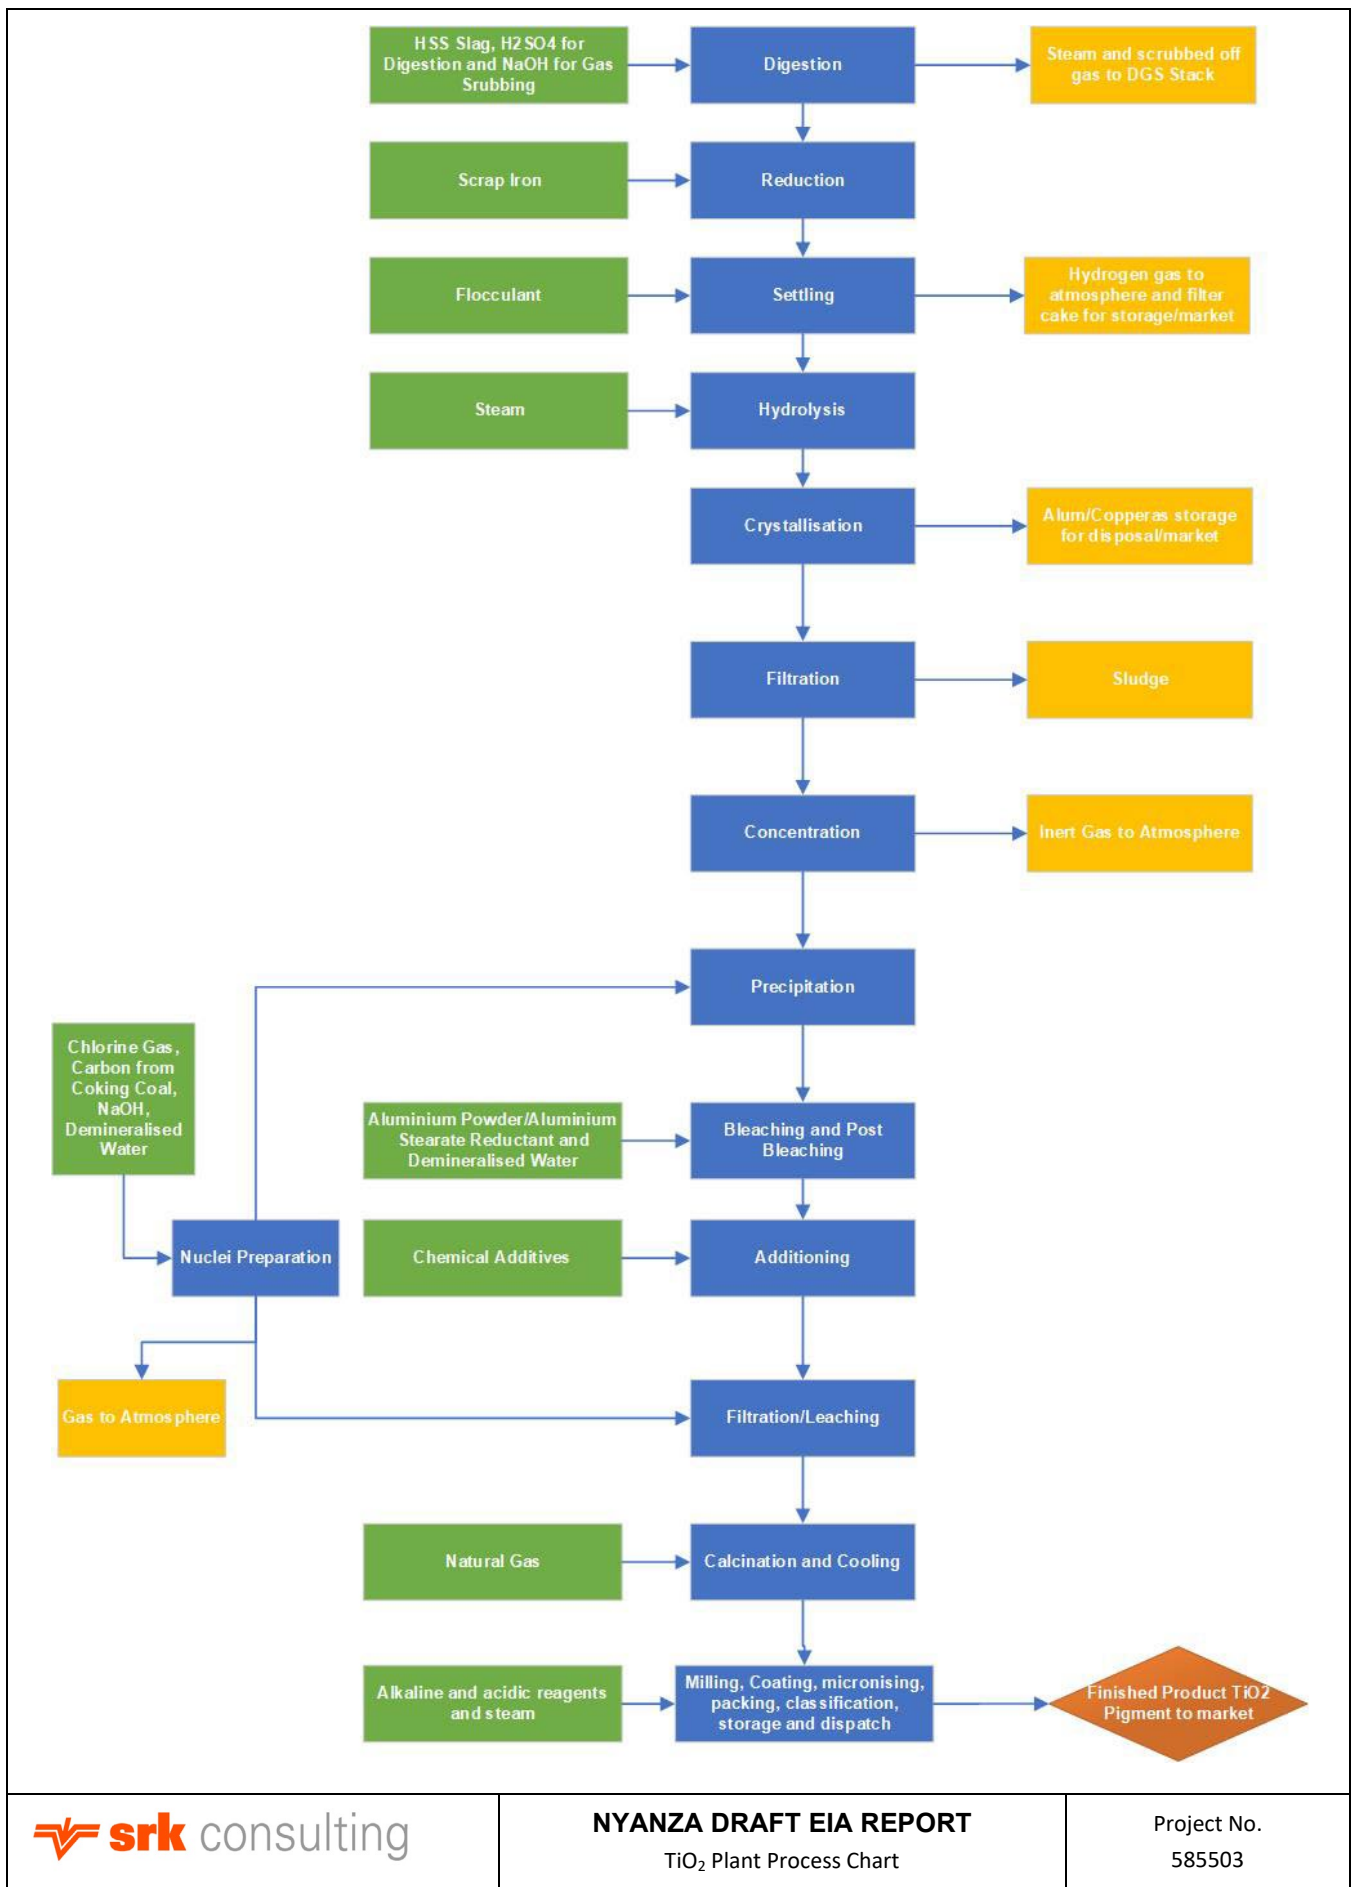 HSS Slag, H2SO4 for
Digestion and NaOH for Gas
Srubbing
Digestion
Steam and scrubbed off
gas to DGS Stack
Scrap Iron
Reduction
Flocculant
Settling
Hydrogen gas to
atmosphere and filter
cake for storage/market
Steam
Hydrolysis
Crystallisation
Alum/Copperas storage
for disposal/market
Filtration
Sludge
Concentration
Inert Gas to Atmosphere
Precipitation
Chlorine Gas,
Carbon from
Coking Coal,
NaOH,
Demineralised
Water
Aluminium Powder/Aluminium
Stearate Reductant and
Demineralised Water
Bleaching and Post
Bleaching
Nuclei Preparation
Chemical Additives
Additioning
Gas to Atmosphere
Filtration/Leaching
Natural Gas
Calcination and Cooling
Alkaline and acidic reagents
and steam
Milling, Coating, micronising,
packing, classification,
storage and dispatch
Finished Product TiO2
Pigment to market
srk consulting
NYANZA DRAFT EIA REPORT
TiO₂ Plant Process Chart
Project No.
585503